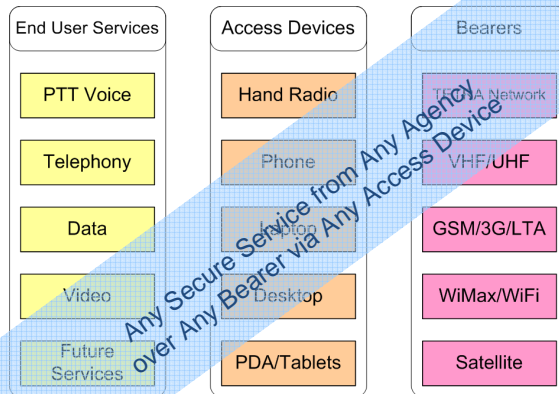 End User Services
PTT Voice
Telephony
Data
Video
Future
Services
Access Devices
Hand Radio
Phone
Laptop
Desktop
PDA/Tablets
Bearers
TETRA Network
VHF/UHF
GSM/3G/LTA
WiMax/WiFi
Satellite
Any Secure Service from Any Agency
over Any Bearer via Any Access Device